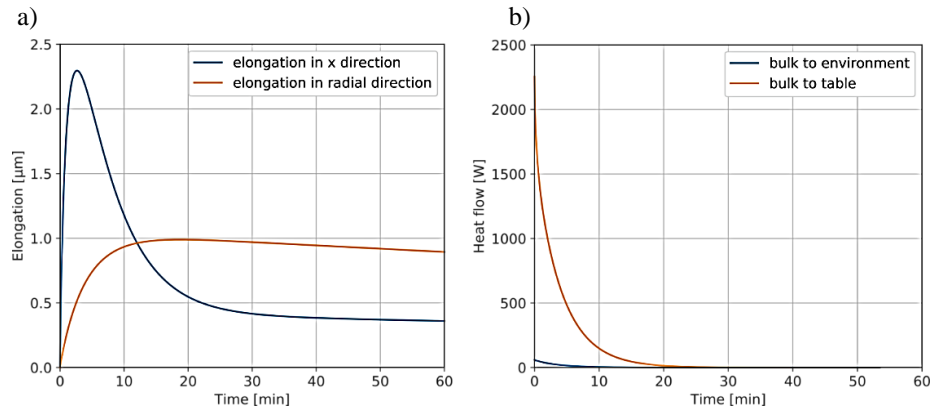 a)
2.5
2.0
1.5
1.0
0.5
0.0
0 10 20 30 40 50 60
Elongation [µm]
Time [min]
elongation in x direction
elongation in radial direction
b)
2500
2000
1500
1000
500
0
0 10 20 30 40 50 60
Heat flow [W]
Time [min]
bulk to environment
bulk to table